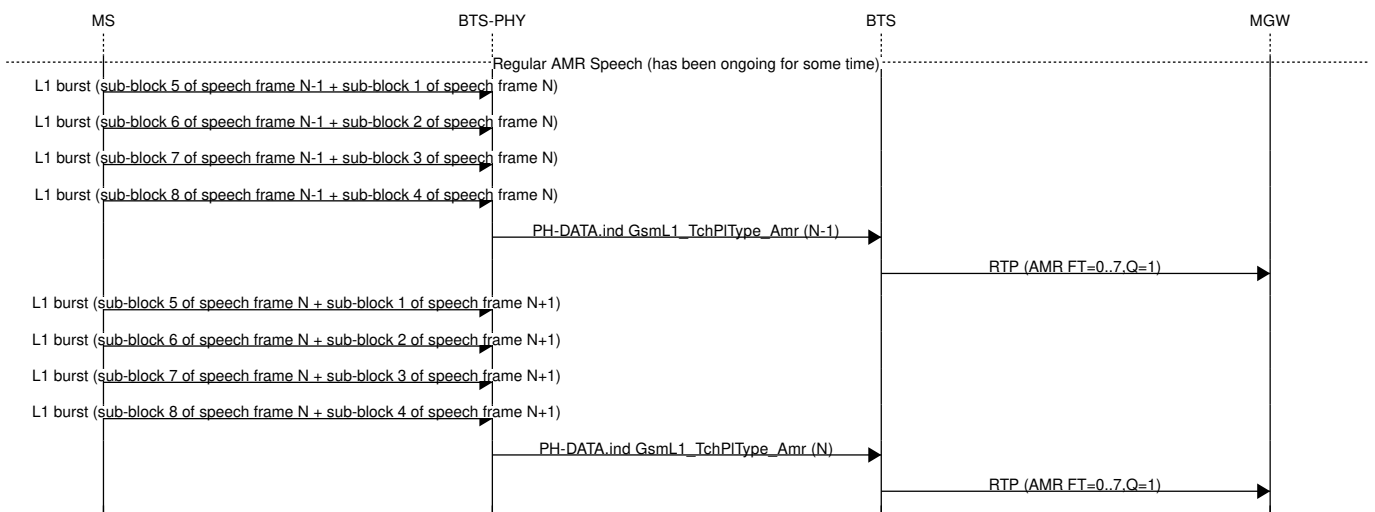 MS BTS-PHY BTS MGW
Regular AMR Speech (has been ongoing for some time)
L1 burst (sub-block 5 of speech frame N-1 + sub-block 1 of speech frame N)
L1 burst (sub-block 6 of speech frame N-1 + sub-block 2 of speech frame N)
L1 burst (sub-block 7 of speech frame N-1 + sub-block 3 of speech frame N)
L1 burst (sub-block 8 of speech frame N-1 + sub-block 4 of speech frame N)
PH-DATA.ind GsmL1_TchPlType_Amr (N-1)
RTP (AMR FT=0..7,Q=1)
L1 burst (sub-block 5 of speech frame N + sub-block 1 of speech frame N+1)
L1 burst (sub-block 6 of speech frame N + sub-block 2 of speech frame N+1)
L1 burst (sub-block 7 of speech frame N + sub-block 3 of speech frame N+1)
L1 burst (sub-block 8 of speech frame N + sub-block 4 of speech frame N+1)
PH-DATA.ind GsmL1_TchPlType_Amr (N)
RTP (AMR FT=0..7,Q=1)